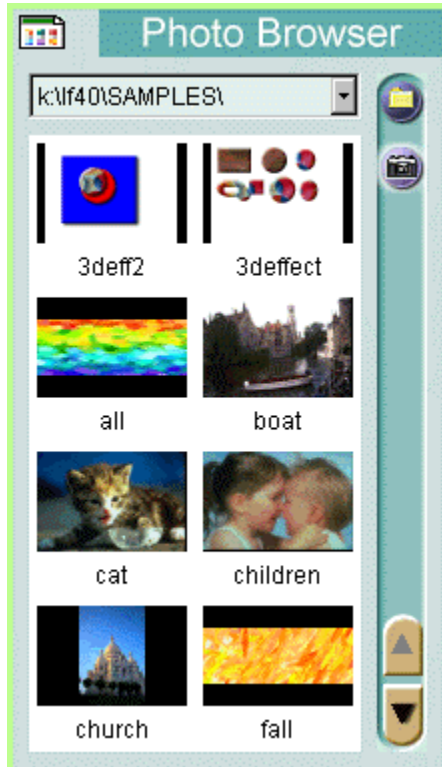 Photo Browser
k:\lf40\SAMPLES\
3deff2 3deffect
all boat
cat children
church fall